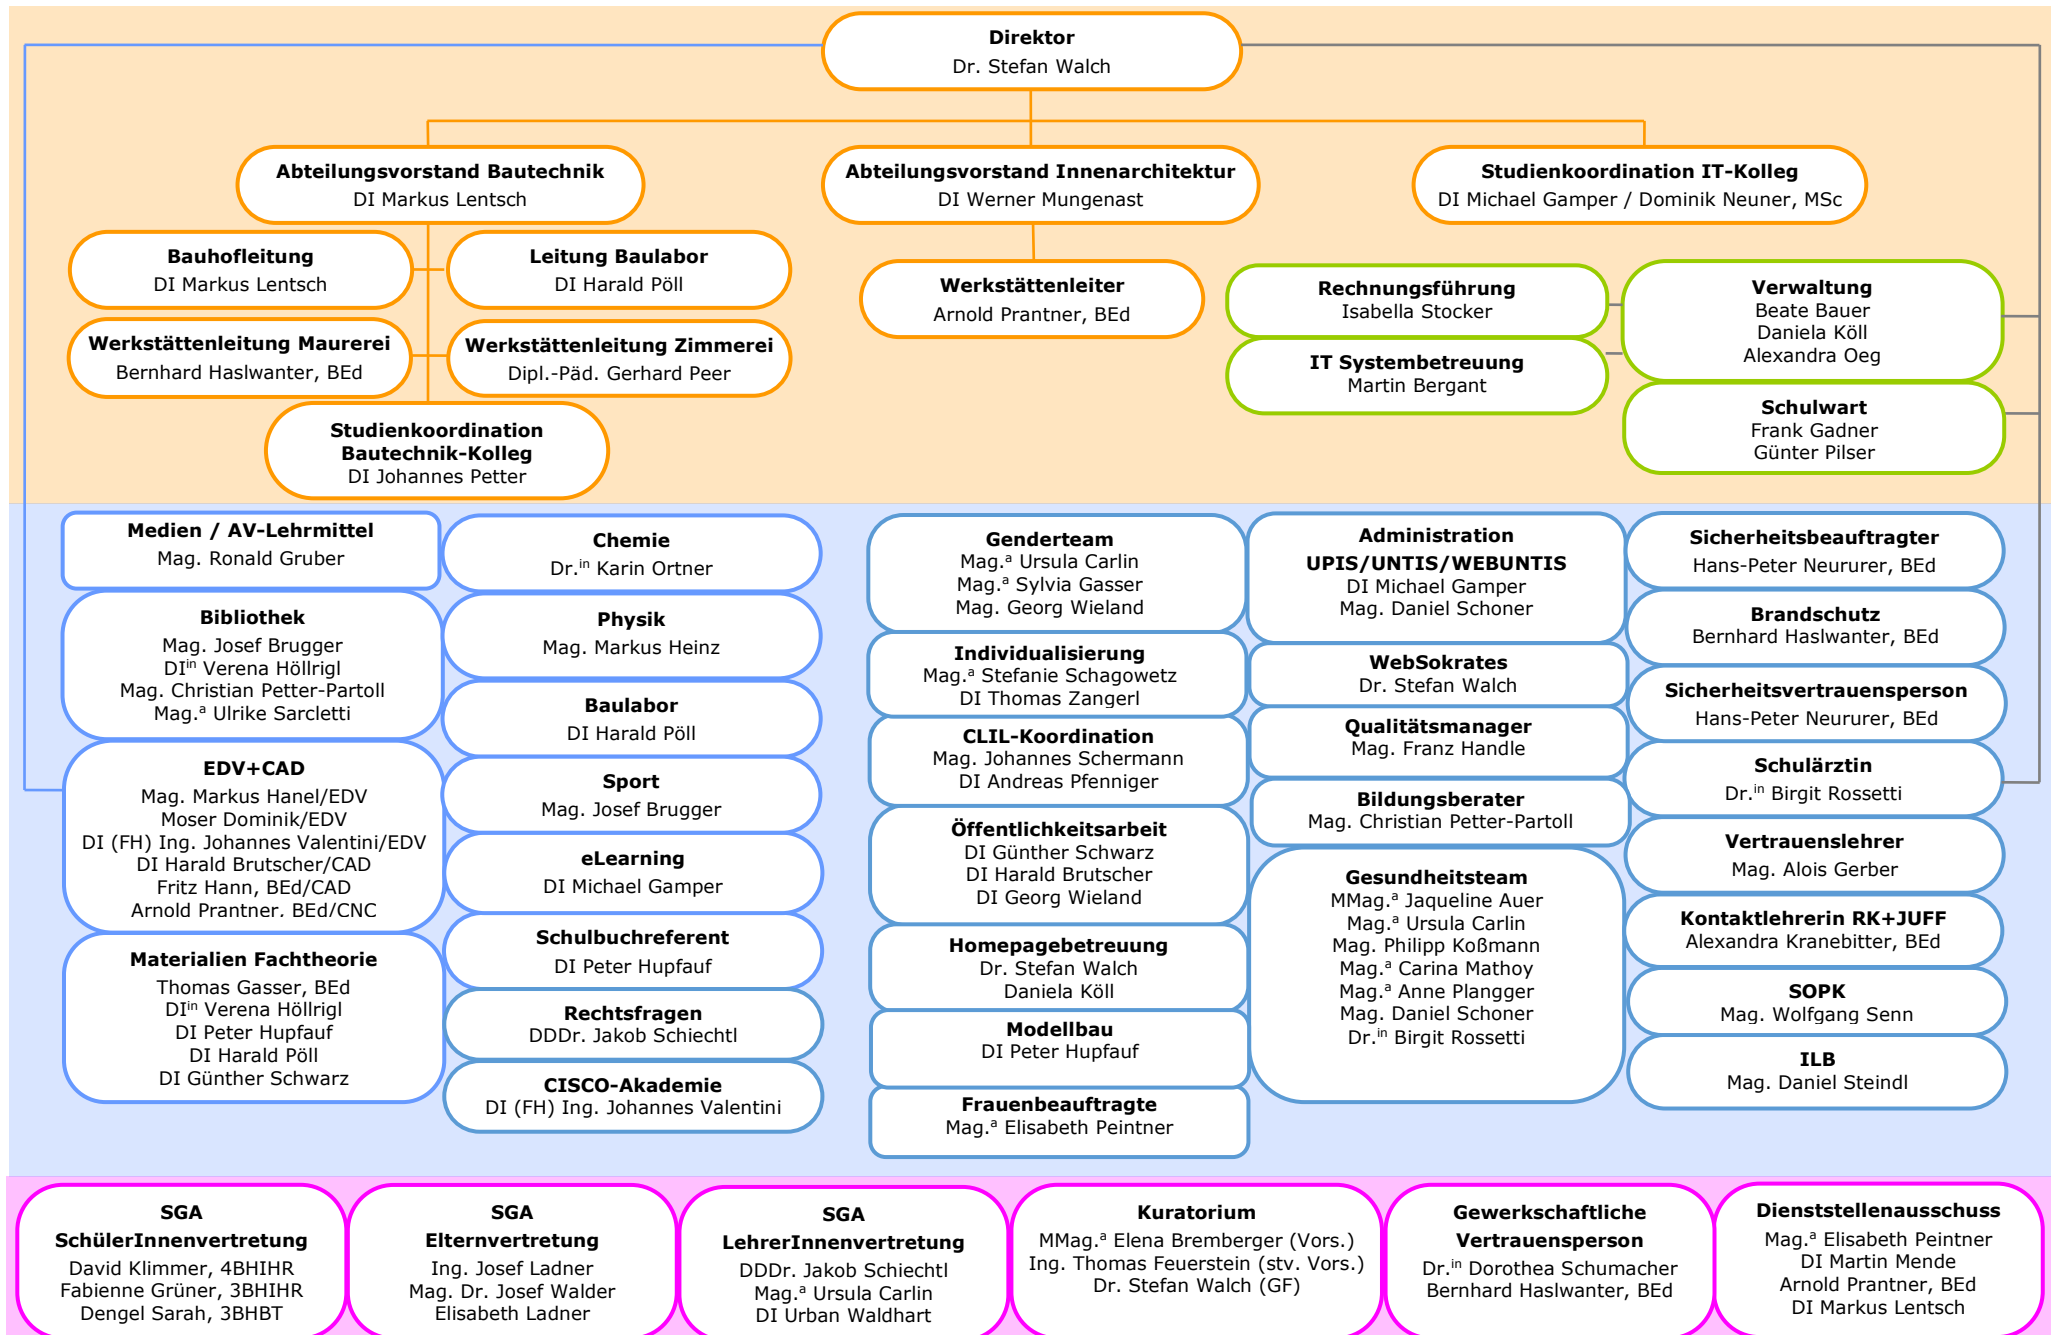 Direktor
Dr. Stefan Walch
Abteilungsvorstand Bautechnik
DI Markus Lentsch
Abteilungsvorstand Innenarchitektur
DI Werner Mungenast
Studienkoordination IT-Kolleg
DI Michael Gamper / Dominik Neuner, MSc
Bauhofleitung
DI Markus Lentsch
Leitung Baulabor
DI Harald Pöll
Werkstättenleiter
Arnold Prantner, BEd
Rechnungsführung
Isabella Stocker
Verwaltung
Beate Bauer
Daniela Köll
Alexandra Oeg
Werkstättenleitung Maurerei
Bernhard Haslwanter, BEd
Werkstättenleitung Zimmerei
Dipl.-Päd. Gerhard Peer
IT Systembetreuung
Martin Bergant
Studienkoordination
Bautechnik-Kolleg
DI Johannes Petter
Schulwart
Frank Gadner
Günter Pilser
Medien / AV-Lehrmittel
Mag. Ronald Gruber
Bibliothek
Mag. Josef Brugger
DIⁱⁿ Verena Höllrigl
Mag. Christian Petter-Partoll
Mag.ᵃ Ulrike Sarcletti
EDV+CAD
Mag. Markus Hanel/EDV
Moser Dominik/EDV
DI (FH) Ing. Johannes Valentini/EDV
DI Harald Brutscher/CAD
Fritz Hann, BEd/CAD
Arnold Prantner, BEd/CNC
Materialien Fachtheorie
Thomas Gasser, BEd
DIⁱⁿ Verena Höllrigl
DI Peter Hupfauf
DI Harald Pöll
DI Günther Schwarz
Chemie
Dr.ⁱⁿ Karin Ortner
Physik
Mag. Markus Heinz
Baulabor
DI Harald Pöll
Sport
Mag. Josef Brugger
eLearning
DI Michael Gamper
Schulbuchreferent
DI Peter Hupfauf
Rechtsfragen
DDDr. Jakob Schiechtl
CISCO-Akademie
DI (FH) Ing. Johannes Valentini
Genderteam
Mag.ᵃ Ursula Carlin
Mag.ᵃ Sylvia Gasser
Mag. Georg Wieland
Individualisierung
Mag.ᵃ Stefanie Schagowetz
DI Thomas Zangerl
CLIL-Koordination
Mag. Johannes Schermann
DI Andreas Pfenniger
Öffentlichkeitsarbeit
DI Günther Schwarz
DI Harald Brutscher
DI Georg Wieland
Homepagebetreuung
Dr. Stefan Walch
Daniela Köll
Modellbau
DI Peter Hupfauf
Frauenbeauftragte
Mag.ᵃ Elisabeth Peintner
Administration
UPIS/UNTIS/WEBUNTIS
DI Michael Gamper
Mag. Daniel Schoner
WebSokrates
Dr. Stefan Walch
Qualitätsmanager
Mag. Franz Handle
Bildungsberater
Mag. Christian Petter-Partoll
Gesundheitsteam
MMag.ᵃ Jaqueline Auer
Mag.ᵃ Ursula Carlin
Mag. Philipp Koßmann
Mag.ᵃ Carina Mathoy
Mag.ᵃ Anne Plangger
Mag. Daniel Schoner
Dr.ⁱⁿ Birgit Rossetti
Sicherheitsbeauftragter
Hans-Peter Neururer, BEd
Brandschutz
Bernhard Haslwanter, BEd
Sicherheitsvertrauensperson
Hans-Peter Neururer, BEd
Schulärztin
Dr.ⁱⁿ Birgit Rossetti
Vertrauenslehrer
Mag. Alois Gerber
Kontaktlehrerin RK+JUFF
Alexandra Kranebitter, BEd
SOPK
Mag. Wolfgang Senn
ILB
Mag. Daniel Steindl
SGA
SchülerInnenvertretung
David Klimmer, 4BHIHR
Fabienne Grüner, 3BHIHR
Dengel Sarah, 3BHBT
SGA
Elternvertretung
Ing. Josef Ladner
Mag. Dr. Josef Walder
Elisabeth Ladner
SGA
LehrerInnenvertretung
DDDr. Jakob Schiechtl
Mag.ᵃ Ursula Carlin
DI Urban Waldhart
Kuratorium
MMag.ᵃ Elena Bremberger (Vors.)
Ing. Thomas Feuerstein (stv. Vors.)
Dr. Stefan Walch (GF)
Gewerkschaftliche
Vertrauensperson
Dr.ⁱⁿ Dorothea Schumacher
Bernhard Haslwanter, BEd
Dienststellenausschuss
Mag.ᵃ Elisabeth Peintner
DI Martin Mende
Arnold Prantner, BEd
DI Markus Lentsch